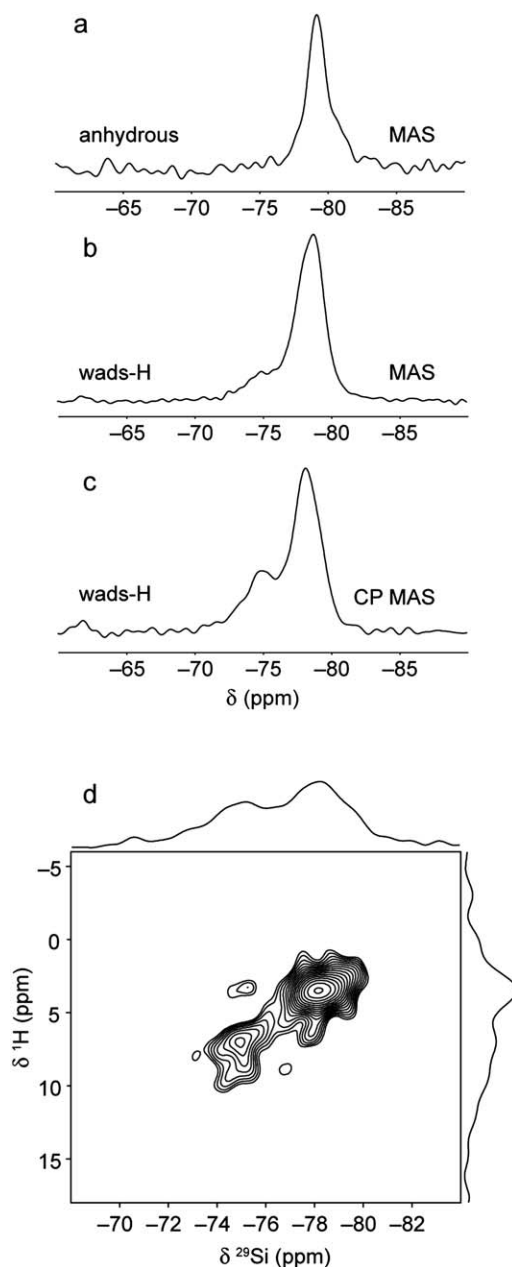 a
anhydrous MAS
–65 –70 –75 –80 –85
b
wads-H MAS
–65 –70 –75 –80 –85
c
wads-H CP MAS
–65 –70 –75 –80 –85
δ (ppm)
d
–5
0
5
10
15
δ ¹H (ppm)
–70 –72 –74 –76 –78 –80 –82
δ ²⁹Si (ppm)